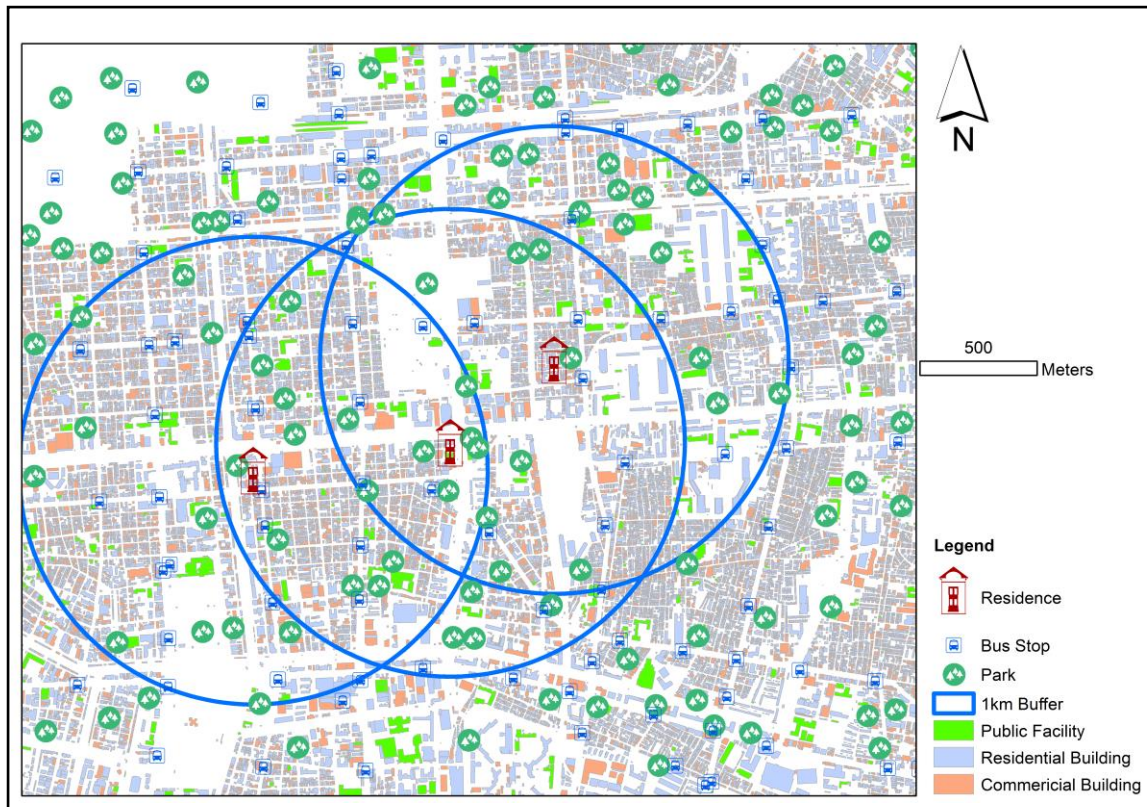 N
500
Meters
Legend
Residence
Bus Stop
Park
1km Buffer
Public Facility
Residential Building
Commericial Building